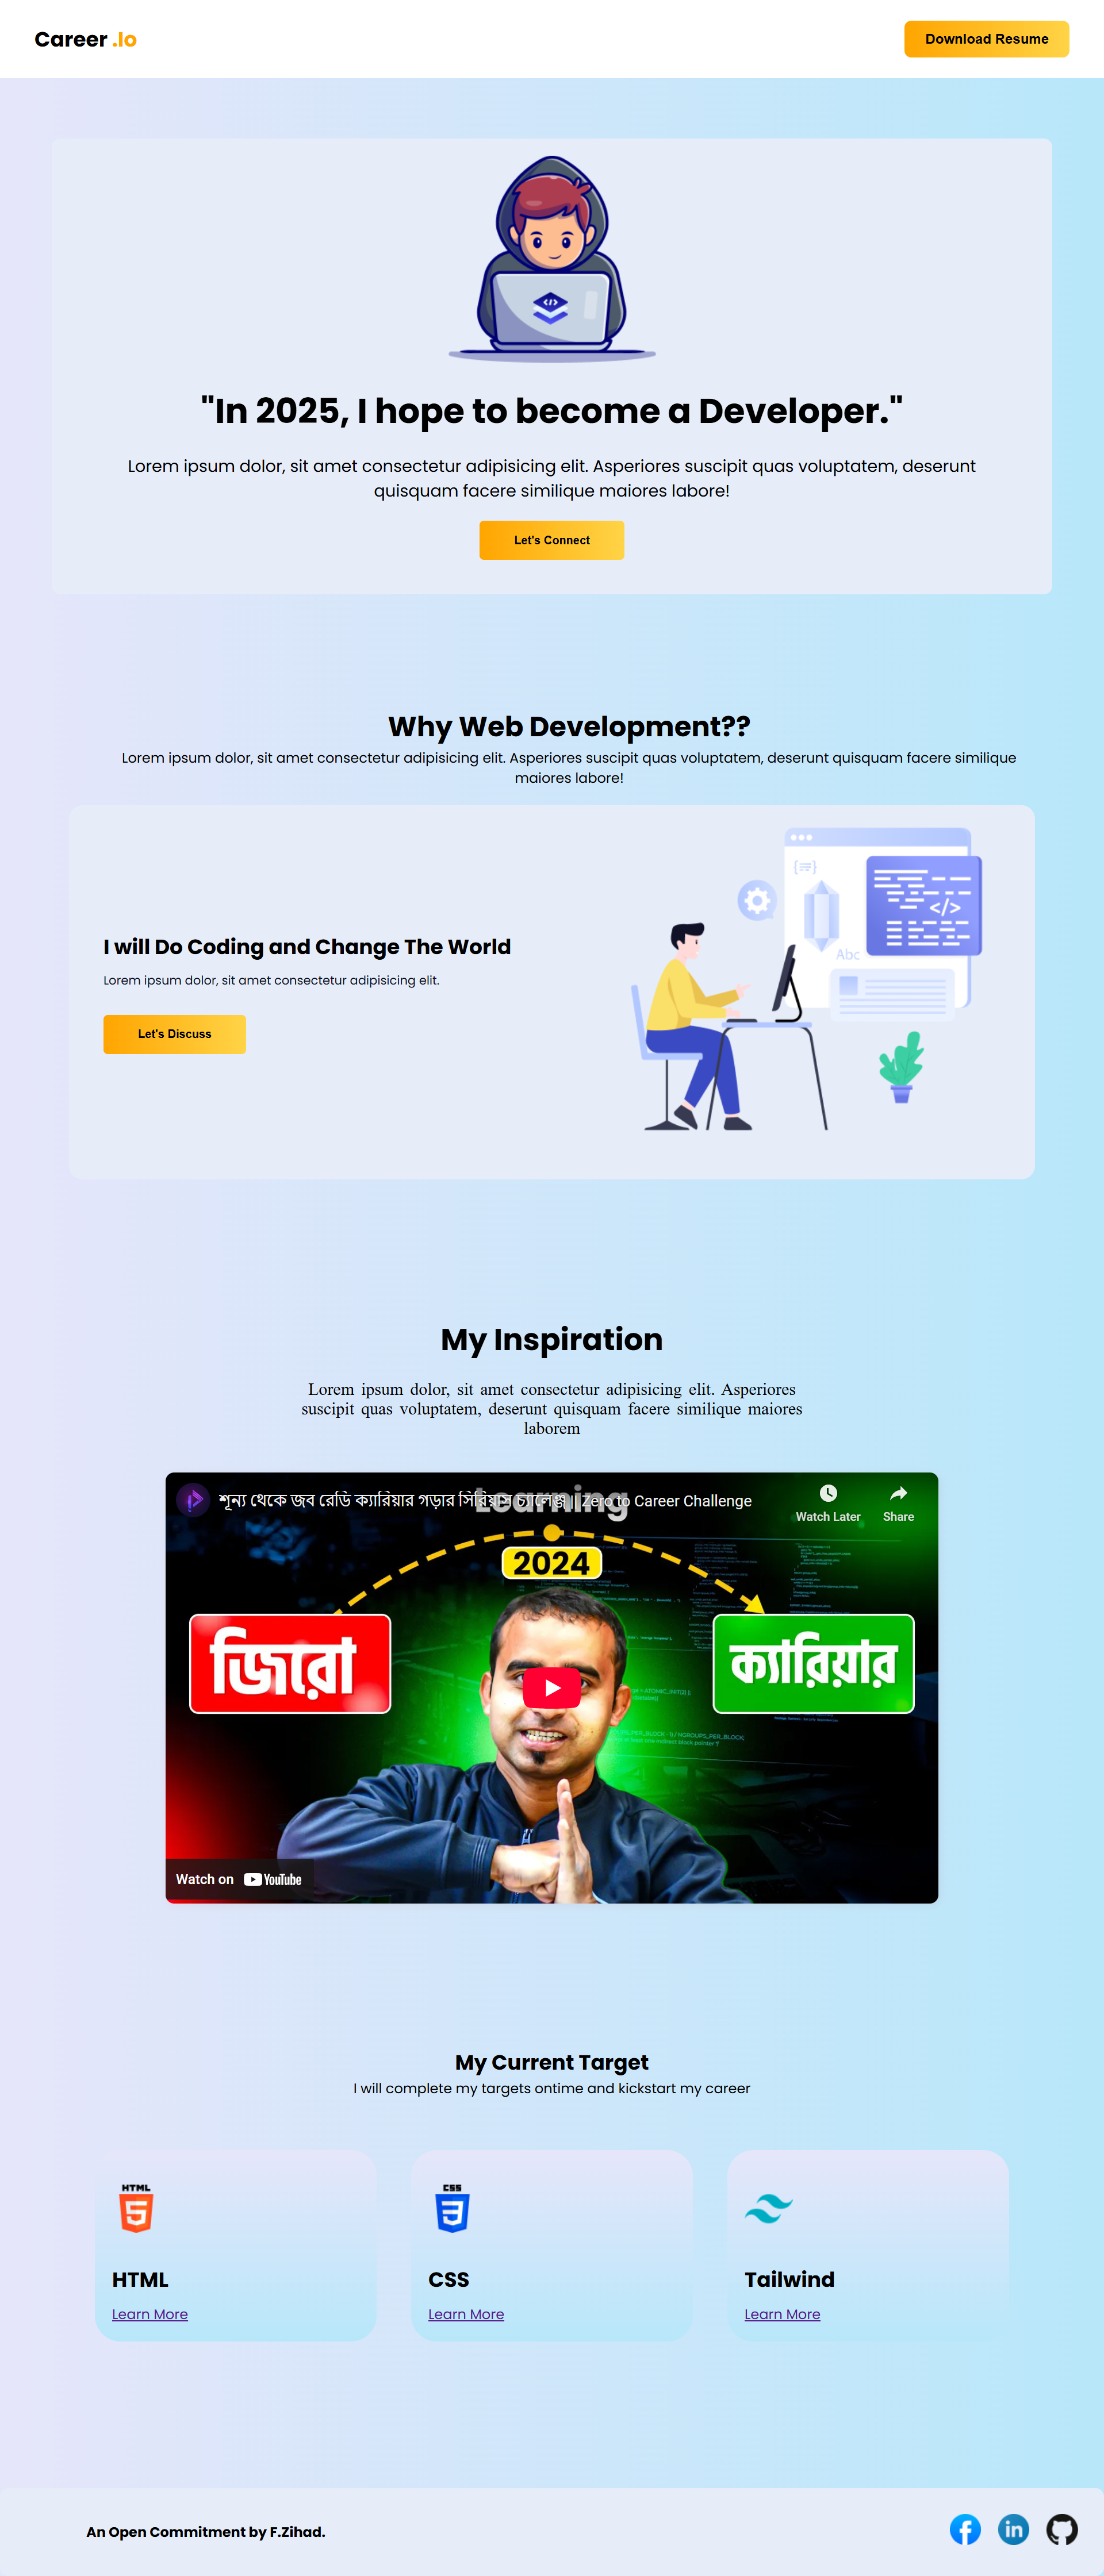 Career .Io
Download Resume
"In 2025, I hope to become a Developer."
Lorem ipsum dolor, sit amet consectetur adipisicing elit. Asperiores suscipit quas voluptatem, deserunt
quisquam facere similique maiores labore!
Let's Connect
Why Web Development??
Lorem ipsum dolor, sit amet consectetur adipisicing elit. Asperiores suscipit quas voluptatem, deserunt quisquam facere similique
maiores labore!
I will Do Coding and Change The World
Lorem ipsum dolor, sit amet consectetur adipisicing elit.
Let's Discuss
{≔}
</>
Abc
My Inspiration
Lorem ipsum dolor, sit amet consectetur adipisicing elit. Asperiores
suscipit quas voluptatem, deserunt quisquam facere similique maiores
laborem
শূন্য থেকে জব রেডি ক্যারিয়ার গড়ার সিরিয়াস চ্যালেঞ্জ || Zero to Career Challenge
Learning
Watch Later
Share
2024
জিরো
ক্যারিয়ার
Watch on YouTube
My Current Target
I will complete my targets ontime and kickstart my career
HTML
5
HTML
Learn More
CSS
3
CSS
Learn More
Tailwind
Learn More
An Open Commitment by F.Zihad.
f
in